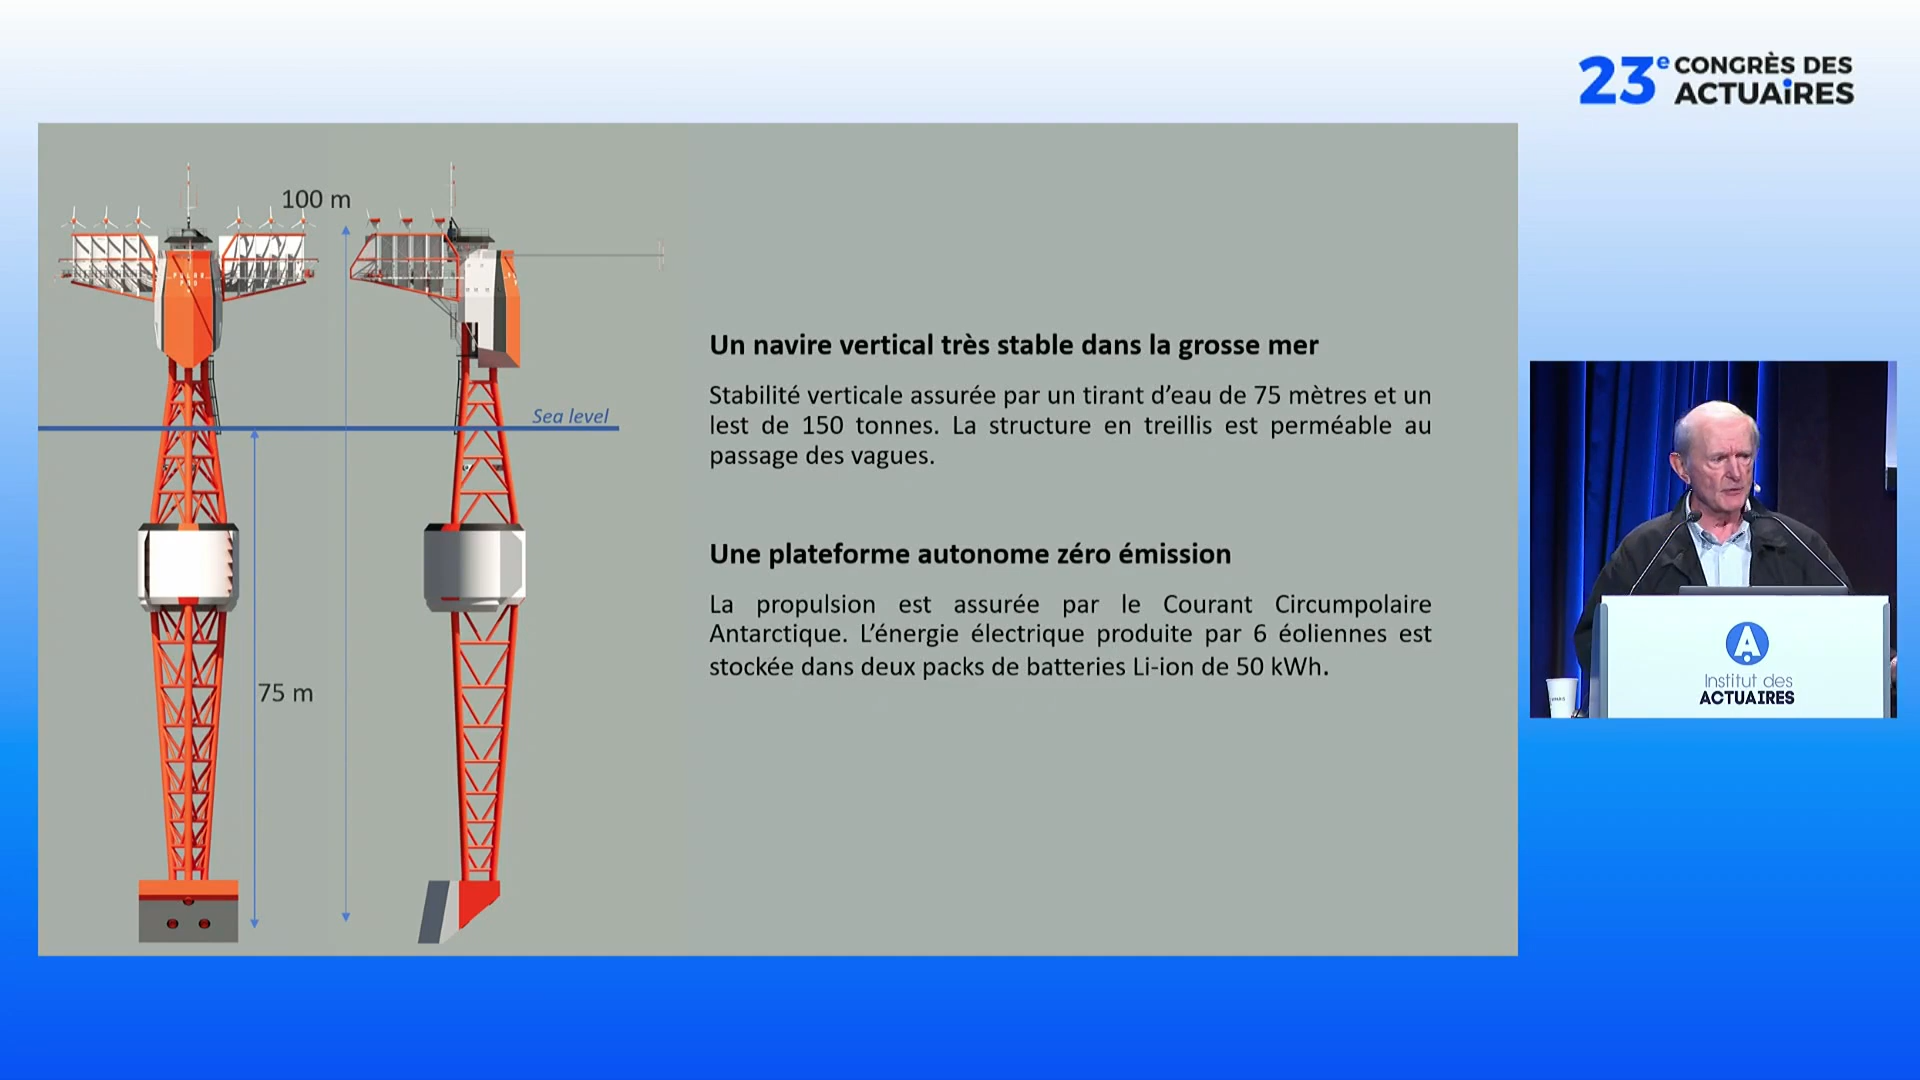 23e CONGRÈS DES
ACTUAiRES
100 m
Sea level
75 m
Un navire vertical très stable dans la grosse mer
Stabilité verticale assurée par un tirant d’eau de 75 mètres et un
lest de 150 tonnes. La structure en treillis est perméable au
passage des vagues.
Une plateforme autonome zéro émission
La propulsion est assurée par le Courant Circumpolaire
Antarctique. L’énergie électrique produite par 6 éoliennes est
stockée dans deux packs de batteries Li-ion de 50 kWh.
Institut des
ACTUAIRES